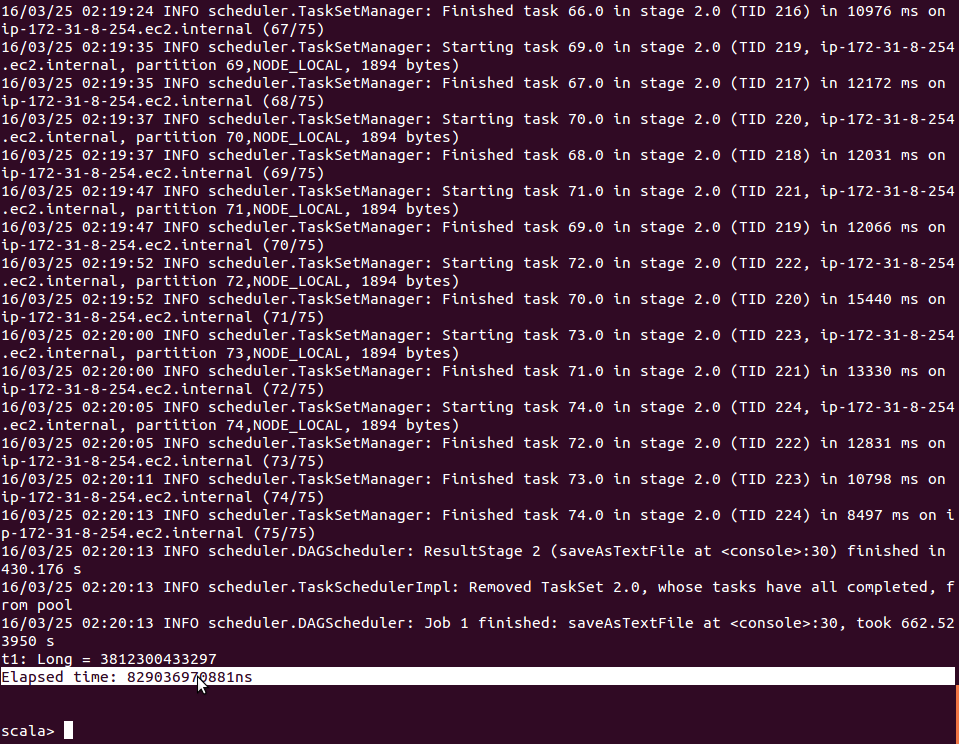 16/03/25 02:19:24 INFO scheduler.TaskSetManager: Finished task 66.0 in stage 2.0 (TID 216) in 10976 ms on
ip-172-31-8-254.ec2.internal (67/75)
16/03/25 02:19:35 INFO scheduler.TaskSetManager: Starting task 69.0 in stage 2.0 (TID 219, ip-172-31-8-254
.ec2.internal, partition 69,NODE_LOCAL, 1894 bytes)
16/03/25 02:19:35 INFO scheduler.TaskSetManager: Finished task 67.0 in stage 2.0 (TID 217) in 12172 ms on
ip-172-31-8-254.ec2.internal (68/75)
16/03/25 02:19:37 INFO scheduler.TaskSetManager: Starting task 70.0 in stage 2.0 (TID 220, ip-172-31-8-254
.ec2.internal, partition 70,NODE_LOCAL, 1894 bytes)
16/03/25 02:19:37 INFO scheduler.TaskSetManager: Finished task 68.0 in stage 2.0 (TID 218) in 12031 ms on
ip-172-31-8-254.ec2.internal (69/75)
16/03/25 02:19:47 INFO scheduler.TaskSetManager: Starting task 71.0 in stage 2.0 (TID 221, ip-172-31-8-254
.ec2.internal, partition 71,NODE_LOCAL, 1894 bytes)
16/03/25 02:19:47 INFO scheduler.TaskSetManager: Finished task 69.0 in stage 2.0 (TID 219) in 12066 ms on
ip-172-31-8-254.ec2.internal (70/75)
16/03/25 02:19:52 INFO scheduler.TaskSetManager: Starting task 72.0 in stage 2.0 (TID 222, ip-172-31-8-254
.ec2.internal, partition 72,NODE_LOCAL, 1894 bytes)
16/03/25 02:19:52 INFO scheduler.TaskSetManager: Finished task 70.0 in stage 2.0 (TID 220) in 15440 ms on
ip-172-31-8-254.ec2.internal (71/75)
16/03/25 02:20:00 INFO scheduler.TaskSetManager: Starting task 73.0 in stage 2.0 (TID 223, ip-172-31-8-254
.ec2.internal, partition 73,NODE_LOCAL, 1894 bytes)
16/03/25 02:20:00 INFO scheduler.TaskSetManager: Finished task 71.0 in stage 2.0 (TID 221) in 13330 ms on
ip-172-31-8-254.ec2.internal (72/75)
16/03/25 02:20:05 INFO scheduler.TaskSetManager: Starting task 74.0 in stage 2.0 (TID 224, ip-172-31-8-254
.ec2.internal, partition 74,NODE_LOCAL, 1894 bytes)
16/03/25 02:20:05 INFO scheduler.TaskSetManager: Finished task 72.0 in stage 2.0 (TID 222) in 12831 ms on
ip-172-31-8-254.ec2.internal (73/75)
16/03/25 02:20:11 INFO scheduler.TaskSetManager: Finished task 73.0 in stage 2.0 (TID 223) in 10798 ms on
ip-172-31-8-254.ec2.internal (74/75)
16/03/25 02:20:13 INFO scheduler.TaskSetManager: Finished task 74.0 in stage 2.0 (TID 224) in 8497 ms on i
p-172-31-8-254.ec2.internal (75/75)
16/03/25 02:20:13 INFO scheduler.DAGScheduler: ResultStage 2 (saveAsTextFile at <console>:30) finished in
430.176 s
16/03/25 02:20:13 INFO scheduler.TaskSchedulerImpl: Removed TaskSet 2.0, whose tasks have all completed, f
rom pool
16/03/25 02:20:13 INFO scheduler.DAGScheduler: Job 1 finished: saveAsTextFile at <console>:30, took 662.52
3950 s
t1: Long = 3812300433297
Elapsed time: 829036970881ns
scala>